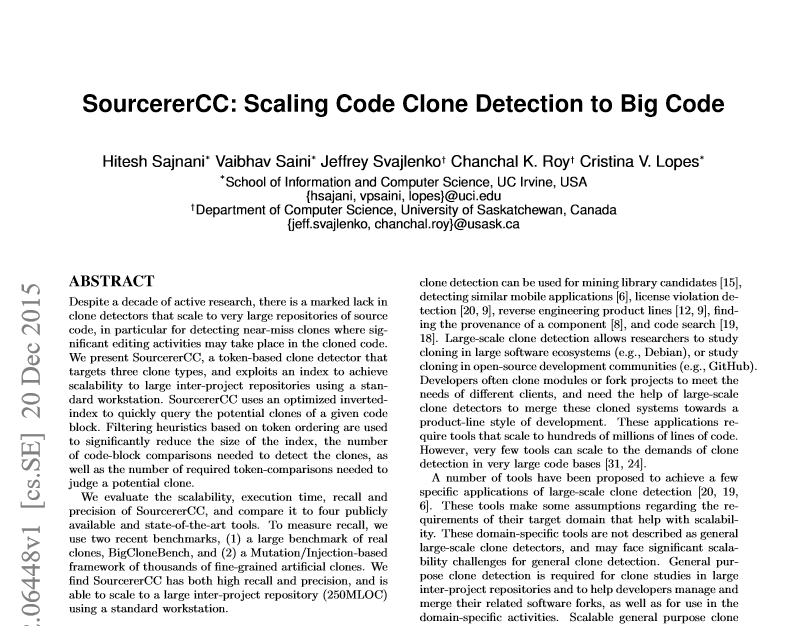 SourcererCC: Scaling Code Clone Detection to Big Code
Hitesh Sajnani* Vaibhav Saini* Jeffrey Svajlenko† Chanchal K. Roy† Cristina V. Lopes*
*School of Information and Computer Science, UC Irvine, USA
{hsajani, vpsaini, lopes}@uci.edu
†Department of Computer Science, University of Saskatchewan, Canada
{jeff.svajlenko, chanchal.roy}@usask.ca
.06448v1 [cs.SE] 20 Dec 2015
ABSTRACT
Despite a decade of active research, there is a marked lack in
clone detectors that scale to very large repositories of source
code, in particular for detecting near-miss clones where sig-
nificant editing activities may take place in the cloned code.
We present SourcererCC, a token-based clone detector that
targets three clone types, and exploits an index to achieve
scalability to large inter-project repositories using a stan-
dard workstation. SourcererCC uses an optimized inverted-
index to quickly query the potential clones of a given code
block. Filtering heuristics based on token ordering are used
to significantly reduce the size of the index, the number
of code-block comparisons needed to detect the clones, as
well as the number of required token-comparisons needed to
judge a potential clone.
We evaluate the scalability, execution time, recall and
precision of SourcererCC, and compare it to four publicly
available and state-of-the-art tools. To measure recall, we
use two recent benchmarks, (1) a large benchmark of real
clones, BigCloneBench, and (2) a Mutation/Injection-based
framework of thousands of fine-grained artificial clones. We
find SourcererCC has both high recall and precision, and is
able to scale to a large inter-project repository (250MLOC)
using a standard workstation.
clone detection can be used for mining library candidates [15],
detecting similar mobile applications [6], license violation de-
tection [20, 9], reverse engineering product lines [12, 9], find-
ing the provenance of a component [8], and code search [19,
18]. Large-scale clone detection allows researchers to study
cloning in large software ecosystems (e.g., Debian), or study
cloning in open-source development communities (e.g., GitHub).
Developers often clone modules or fork projects to meet the
needs of different clients, and need the help of large-scale
clone detectors to merge these cloned systems towards a
product-line style of development. These applications re-
quire tools that scale to hundreds of millions of lines of code.
However, very few tools can scale to the demands of clone
detection in very large code bases [31, 24].
A number of tools have been proposed to achieve a few
specific applications of large-scale clone detection [20, 19,
6]. These tools make some assumptions regarding the re-
quirements of their target domain that help with scalabil-
ity. These domain-specific tools are not described as general
large-scale clone detectors, and may face significant scala-
bility challenges for general clone detection. General pur-
pose clone detection is required for clone studies in large
inter-project repositories and to help developers manage and
merge their related software forks, as well as for use in the
domain-specific activities. Scalable general purpose clone